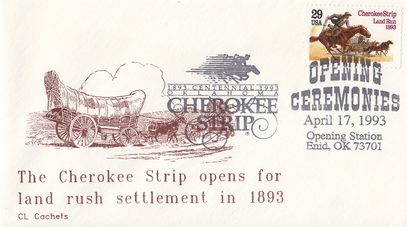 29
USA
Cherokee Strip
Land Run
1893
1893 CENTENNIAL 1993
OKLAHOMA
CHEROKEE
STRIP
OPENING
CEREMONIES
April 17, 1993
Opening Station
Enid, OK 73701
The Cherokee Strip opens for
land rush settlement in 1893
CL Cachets